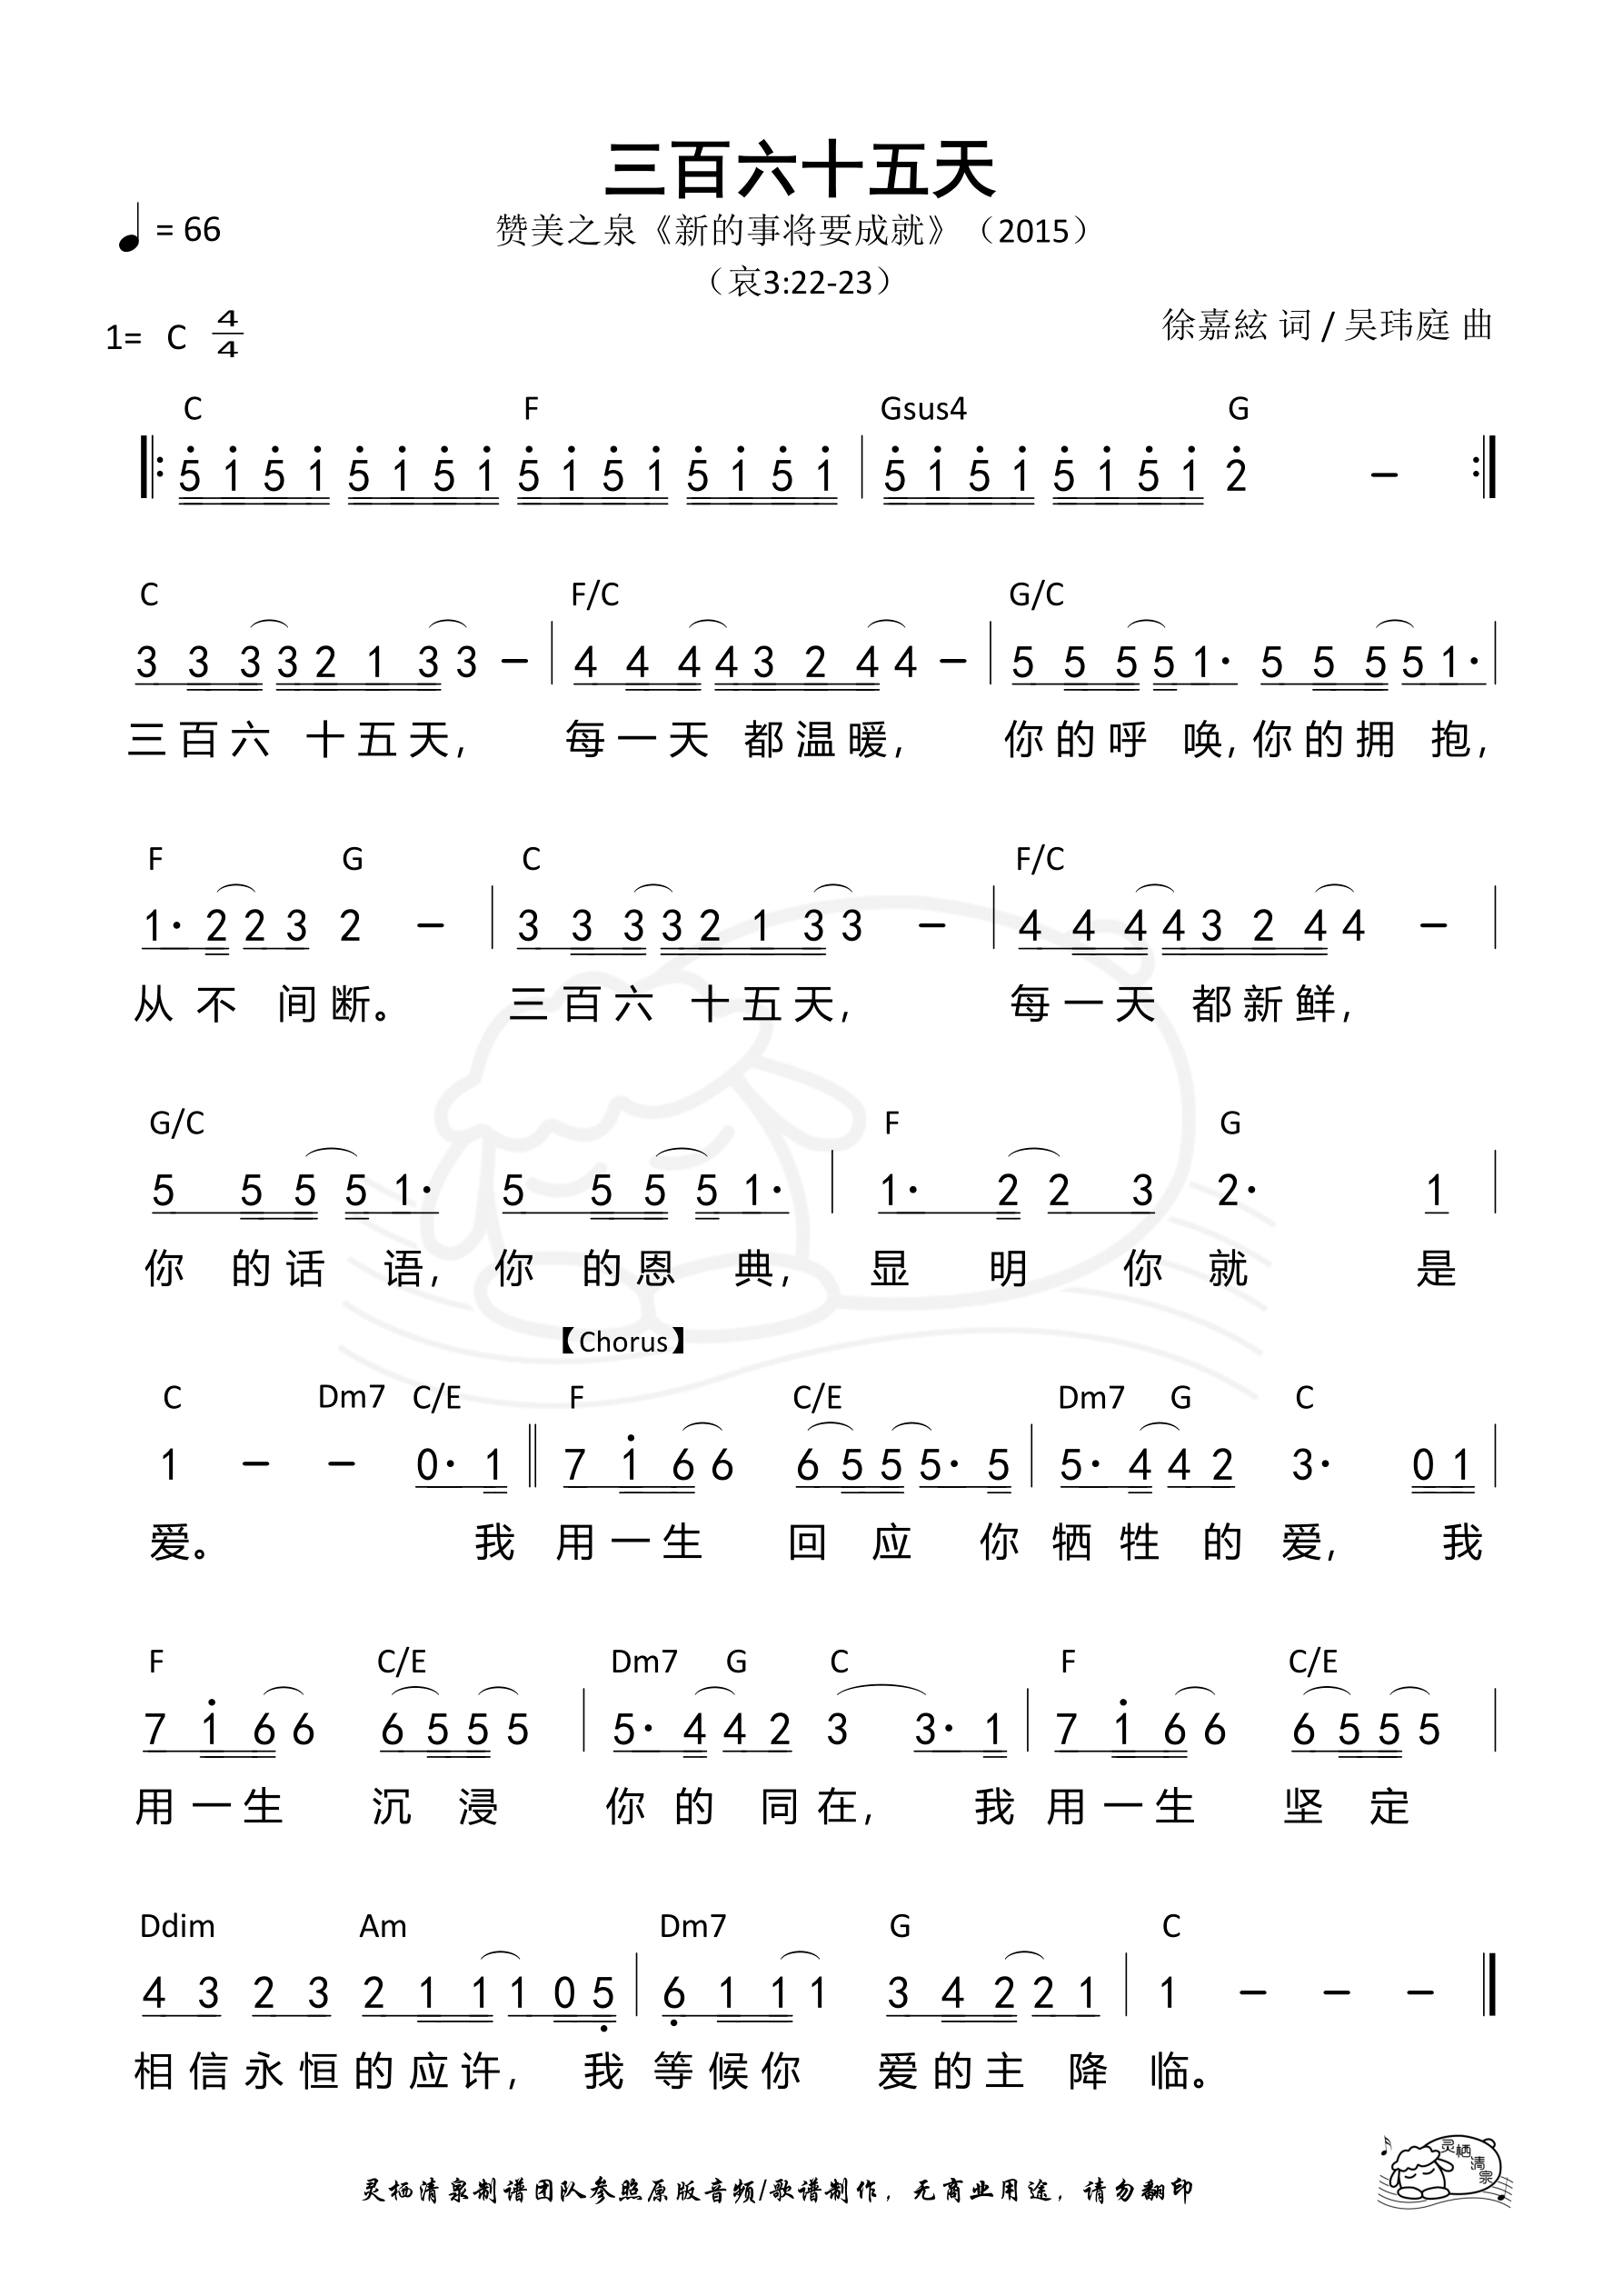 三百六十五天
♩ = 66
赞美之泉《新的事将要成就》（2015）
（哀3:22-23）
1= C 4/4
徐嘉絃 词 / 吴玮庭 曲
C F Gsus4 G
5 1 5 1 5 1 5 1 5 1 5 1 5 1 5 1 | 5 1 5 1 5 1 5 1 2 –
C F/C G/C
3 3 3 3 2 1 3 3 – | 4 4 4 4 3 2 4 4 – | 5 5 5 5 1· 5 5 5 5 1· |
三百六 十五天, 每一天 都温暖, 你的呼 唤,你的拥 抱,
F G C F/C
1· 2 2 3 2 – | 3 3 3 3 2 1 3 3 – | 4 4 4 4 3 2 4 4 – |
从不 间断。 三百六 十五天, 每一天 都新鲜,
G/C F G
5 5 5 5 1· 5 5 5 5 1· | 1· 2 2 3 2· 1 |
你 的话 语, 你 的恩 典, 显 明 你 就 是
【Chorus】
C Dm7 C/E F C/E Dm7 G C
1 – – 0· 1 || 7 1 6 6 6 5 5 5· 5 | 5· 4 4 2 3· 0 1 |
爱。 我 用一生 回 应 你 牺牲 的 爱, 我
F C/E Dm7 G C F C/E
7 1 6 6 6 5 5 5 | 5· 4 4 2 3 3· 1 | 7 1 6 6 6 5 5 5 |
用一生 沉 浸 你 的 同在, 我 用一生 坚 定
Ddim Am Dm7 G C
4 3 2 3 2 1 1 1 0 5 | 6 1 1 1 3 4 2 2 1 | 1 – – –
相信永恒的应许, 我 等候你 爱的主 降 临。
灵栖清泉
灵栖清泉制谱团队参照原版音频/歌谱制作，无商业用途，请勿翻印